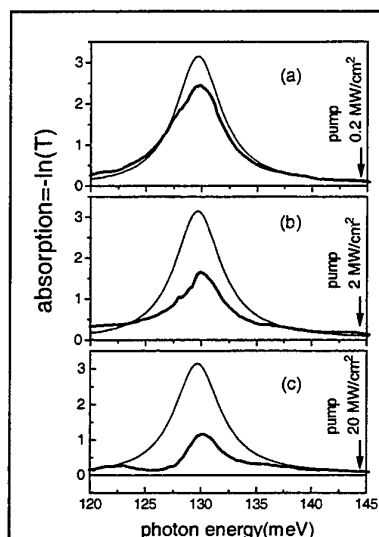 absorption=-ln(T)
3
2
1
0
(a)
pump
0.2 MW/cm²
3
2
1
0
(b)
pump
2 MW/cm²
3
2
1
0
(c)
pump
20 MW/cm²
120 125 130 135 140 145
photon energy(meV)